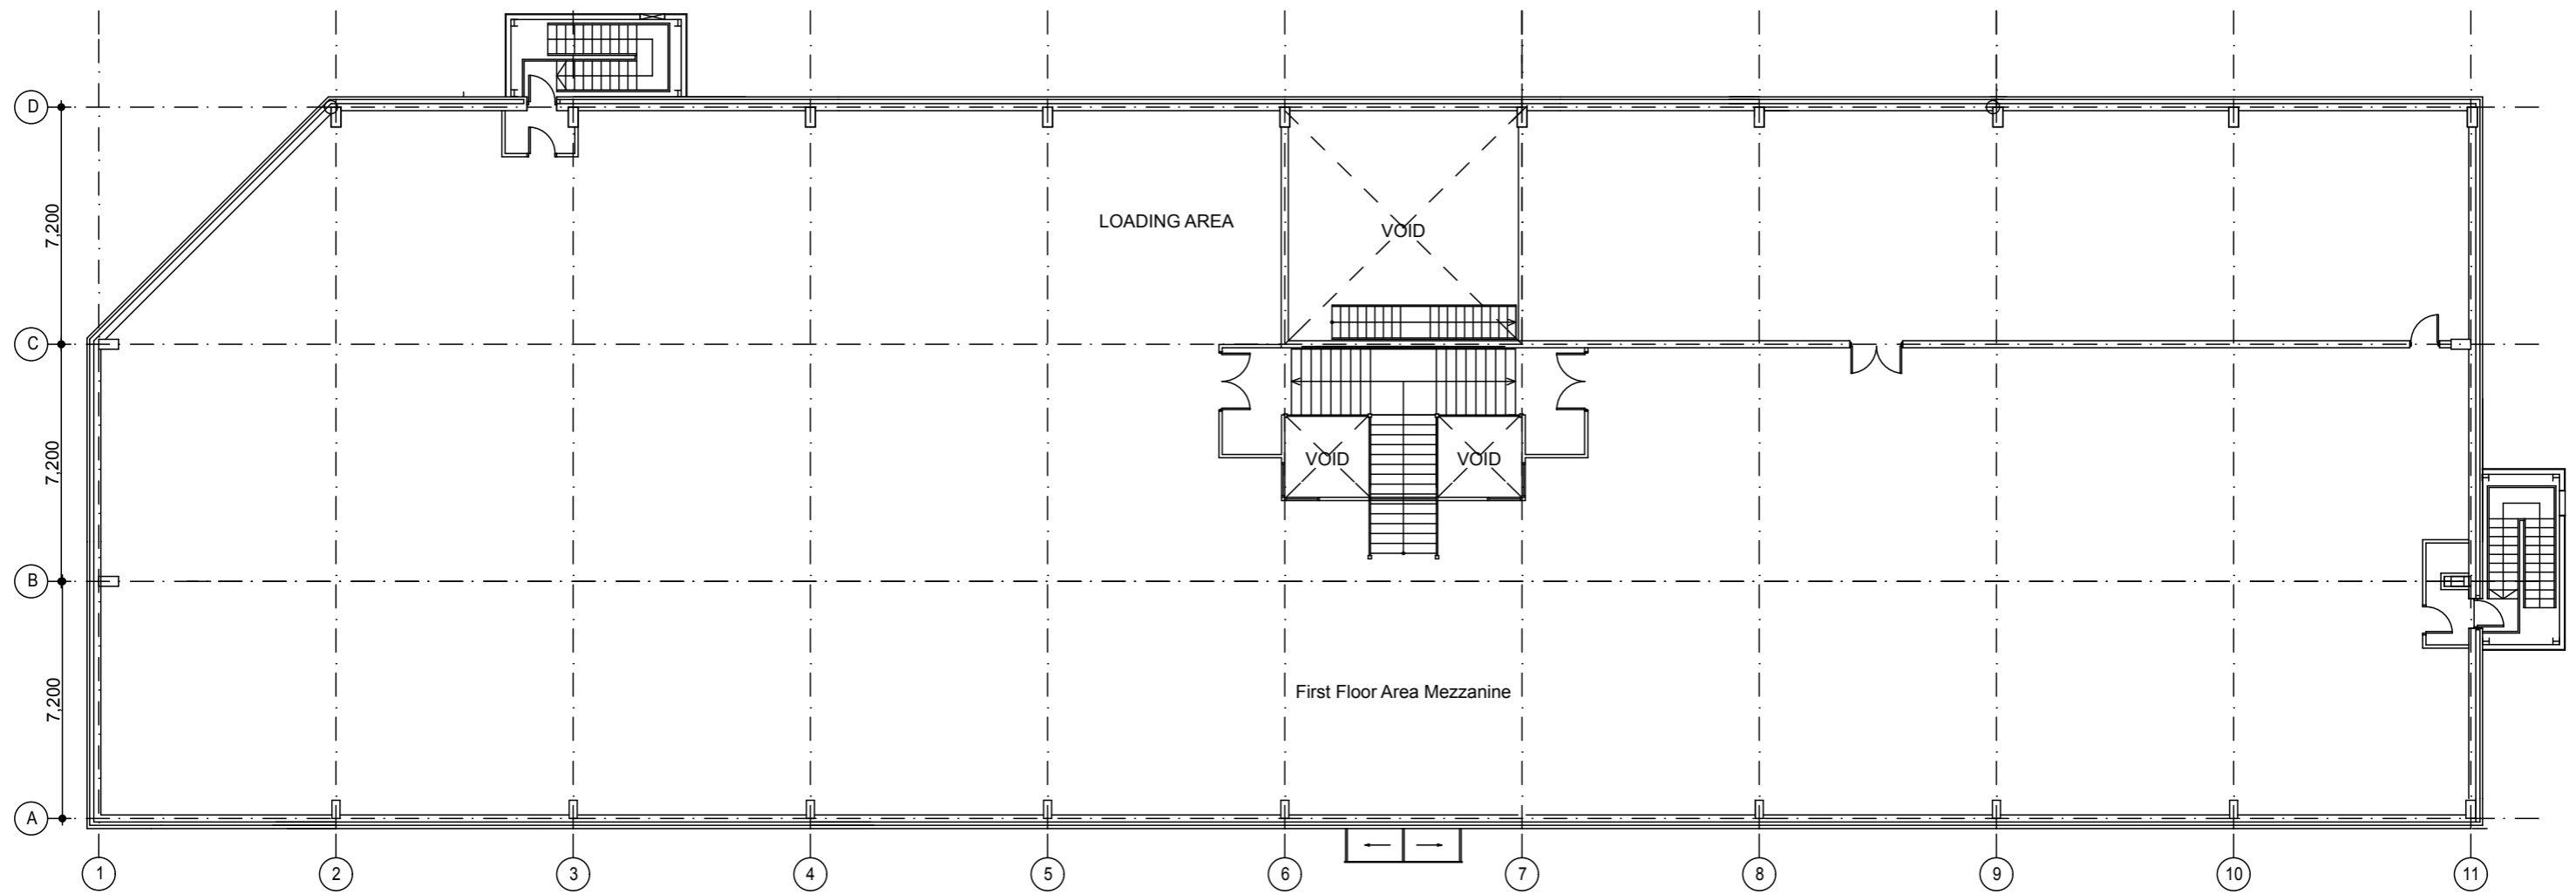 D
7,200
LOADING AREA
VOID
C
7,200
VOID
VOID
B
7,200
First Floor Area Mezzanine
A
1
2
3
4
5
6
7
8
9
10
11